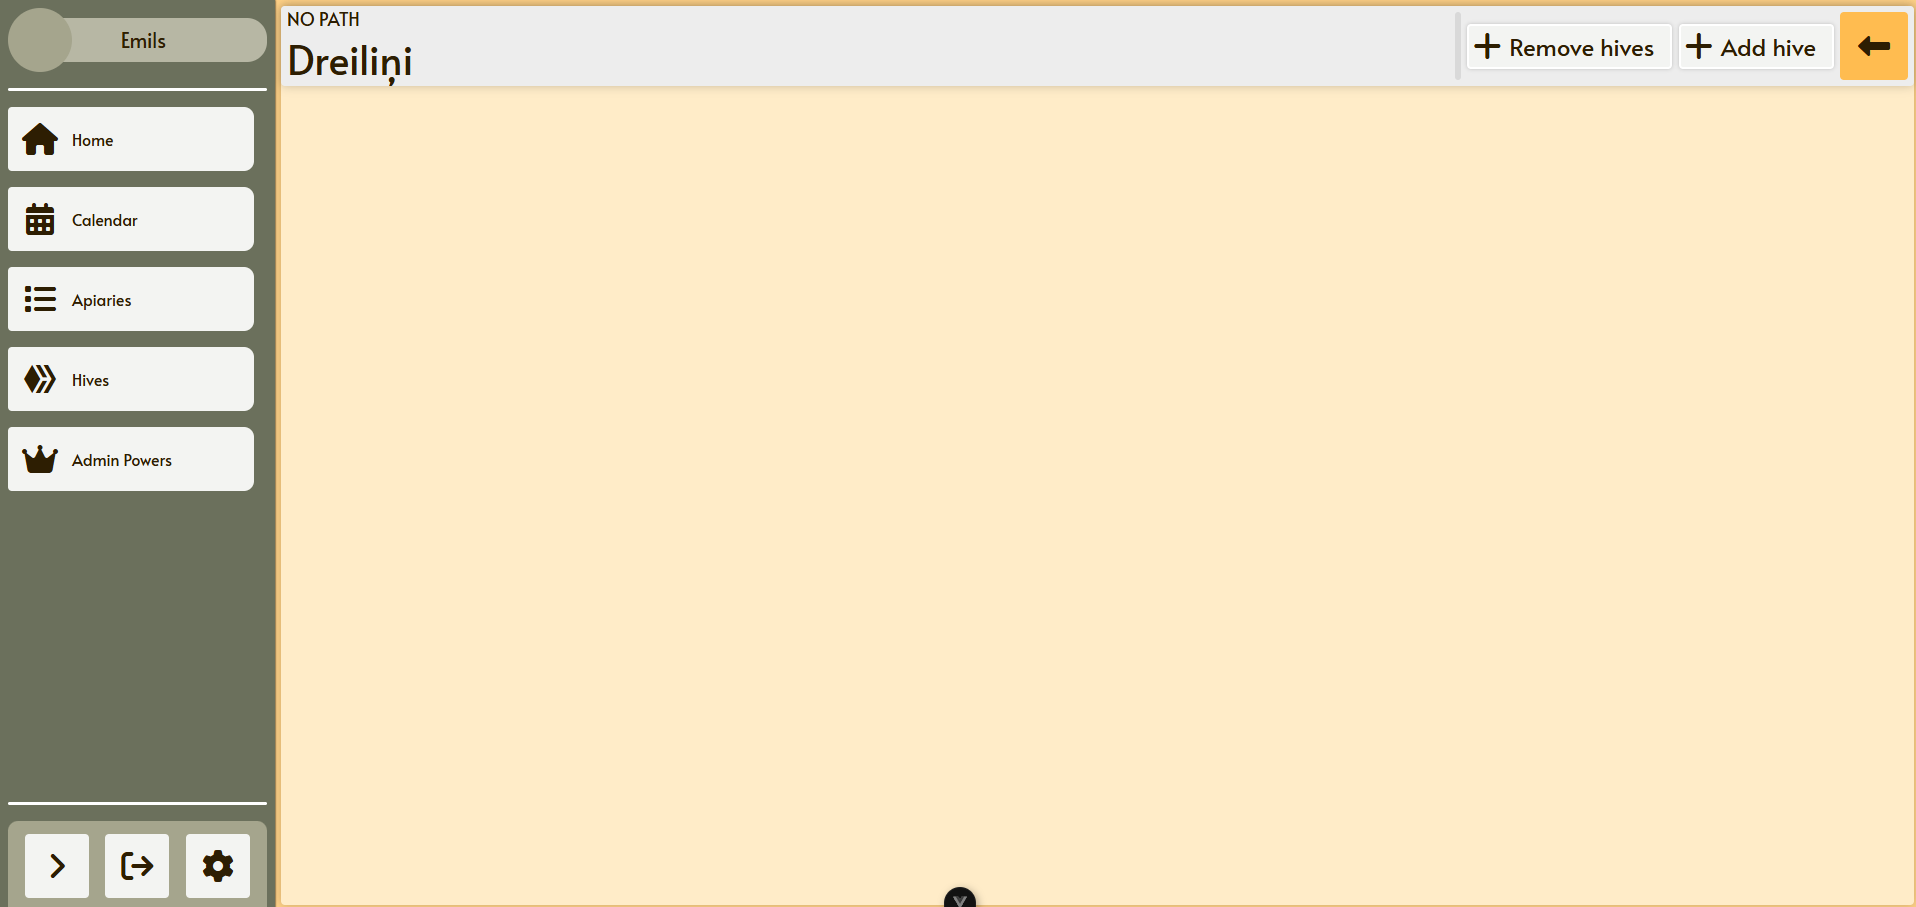 Emils
Home
Calendar
Apiaries
Hives
Admin Powers
NO PATH
Dreiliņi
Remove hives
Add hive